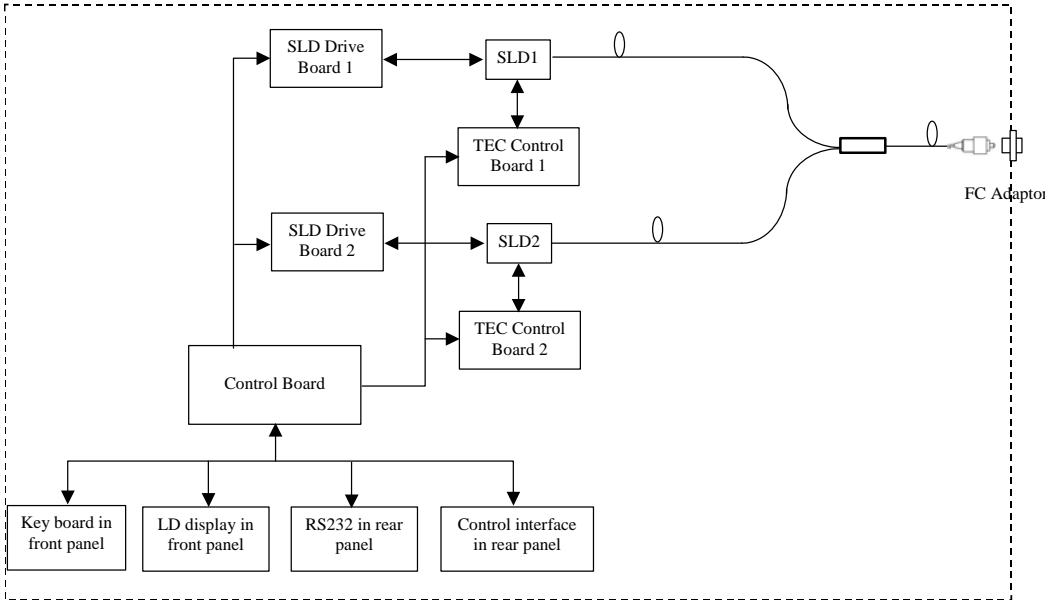 SLD Drive
Board 1
SLD1
TEC Control
Board 1
FC Adaptor
SLD Drive
Board 2
SLD2
TEC Control
Board 2
Control Board
Key board in
front panel
LD display in
front panel
RS232 in rear
panel
Control interface
in rear panel